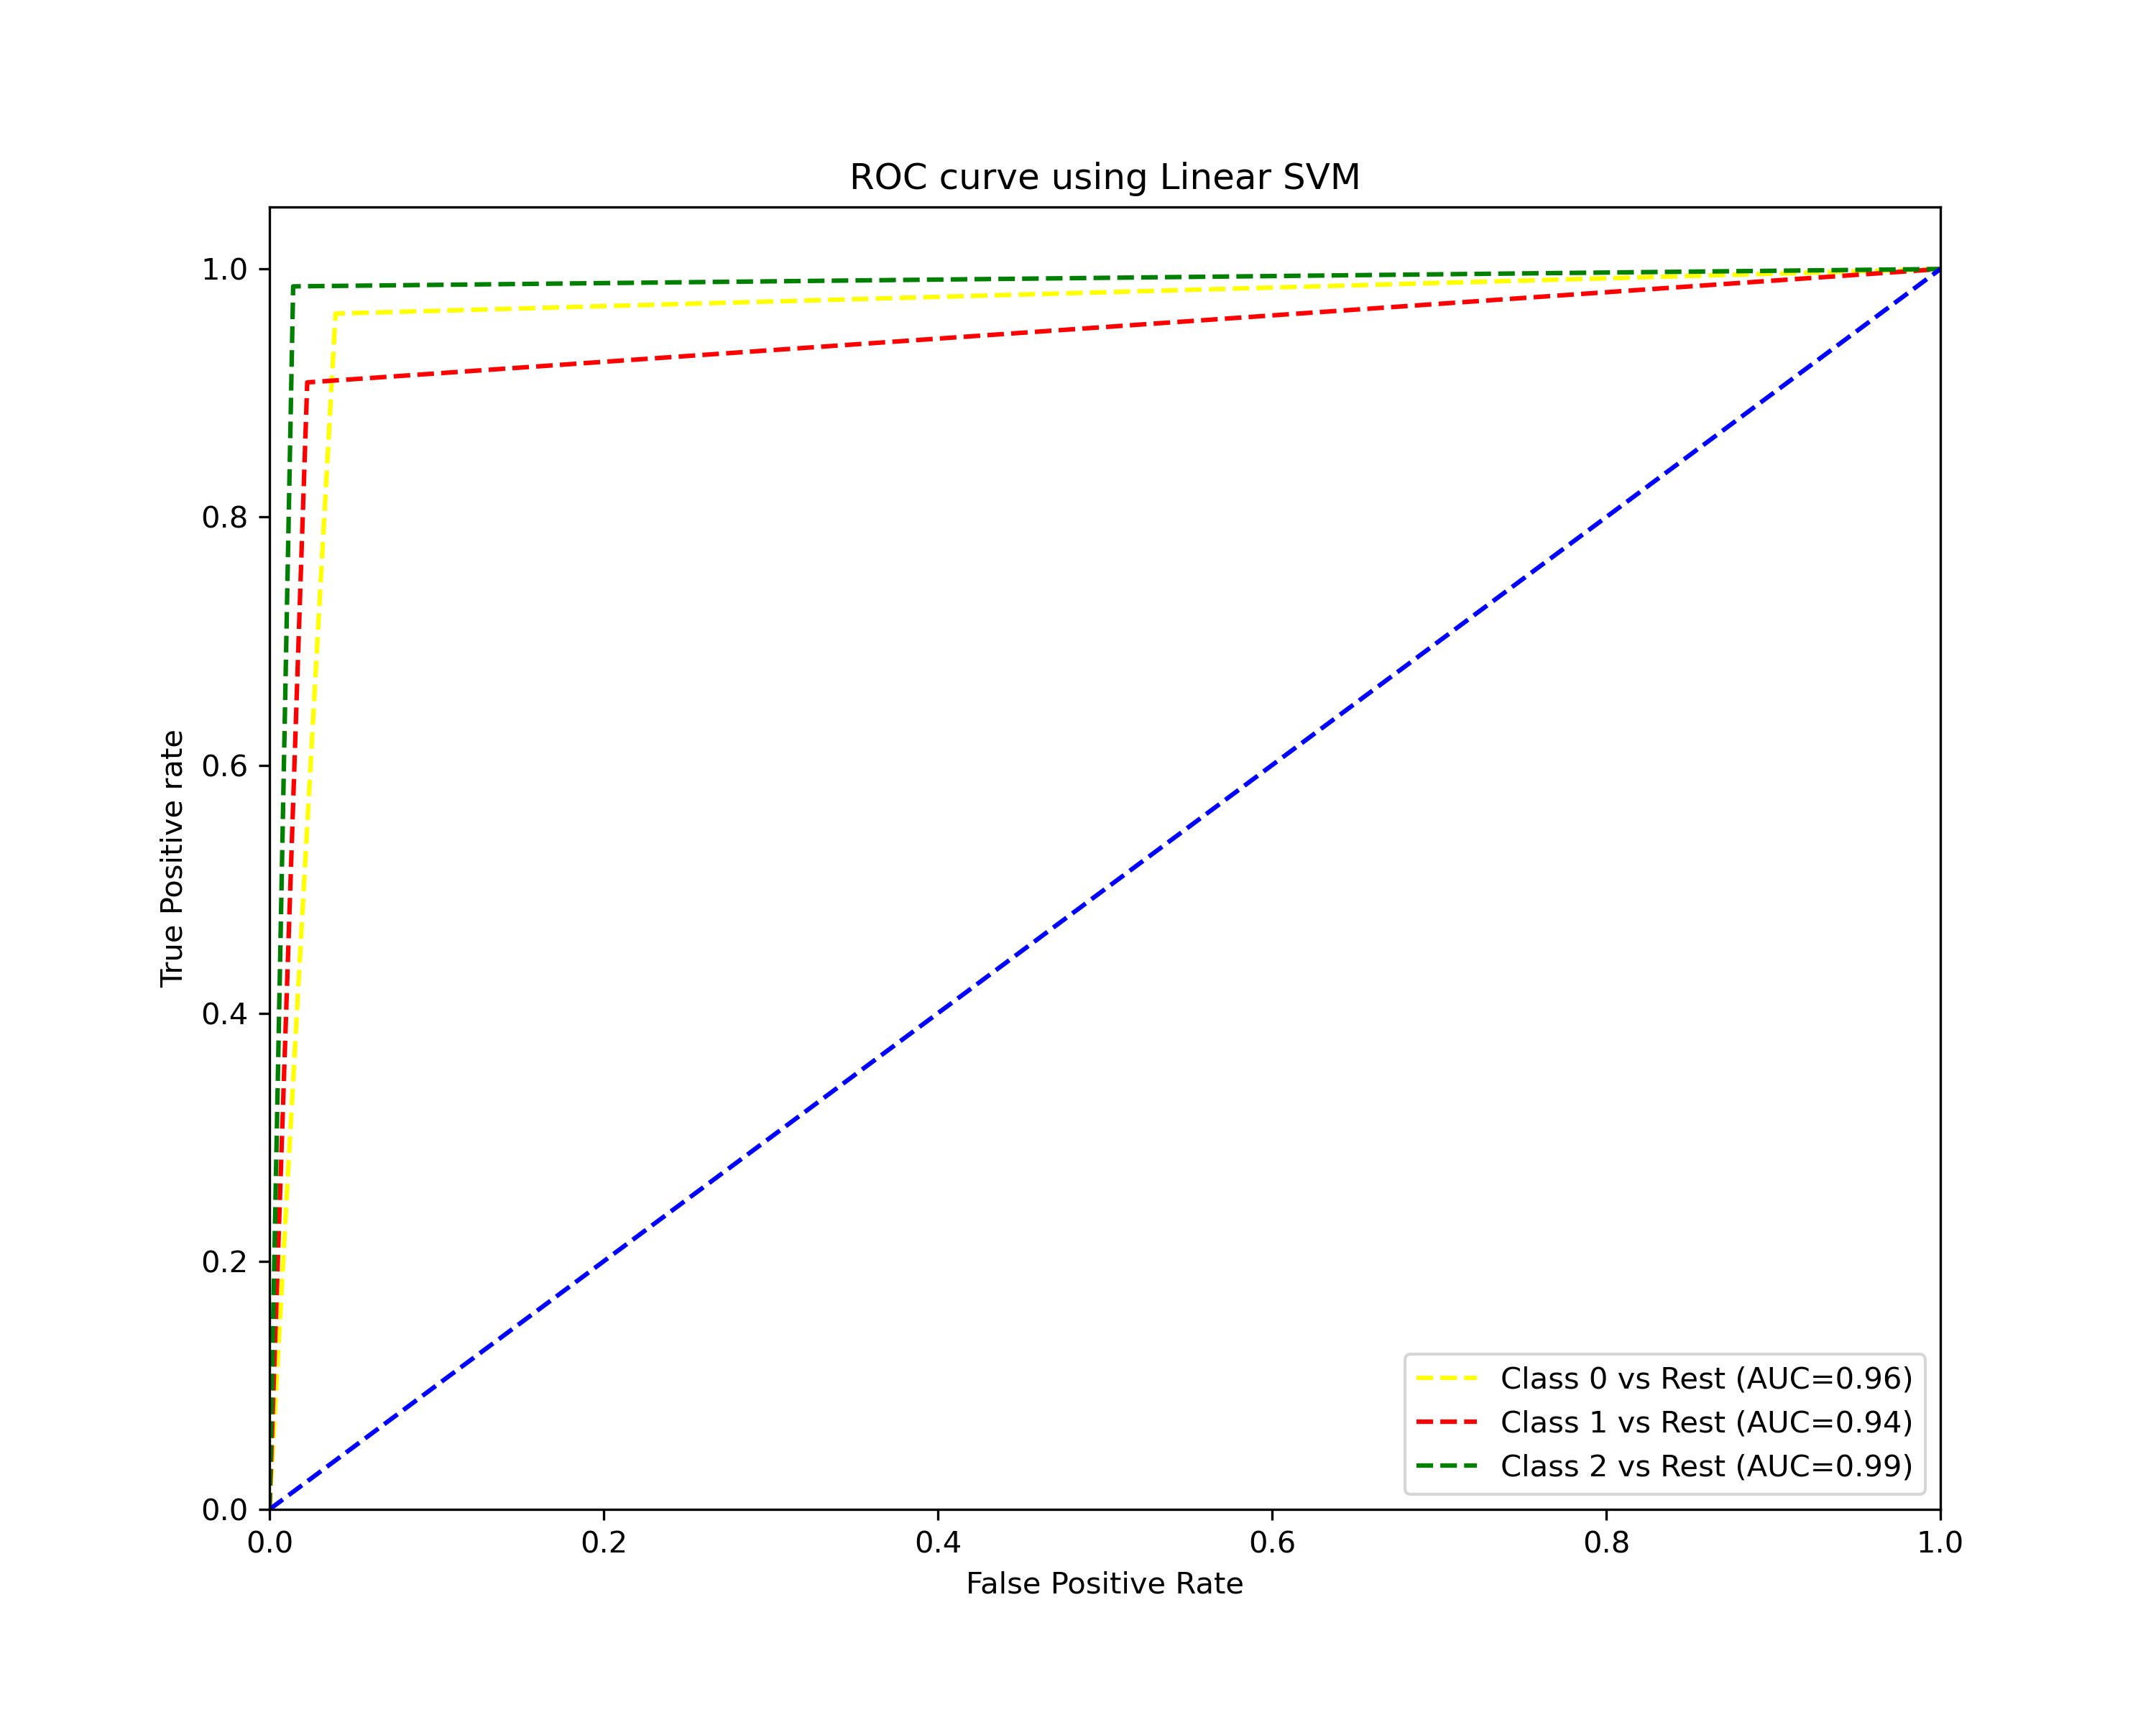 ROC curve using Linear SVM
True Positive rate
1.0
0.8
0.6
0.4
0.2
0.0
0.0 0.2 0.4 0.6 0.8 1.0
False Positive Rate
Class 0 vs Rest (AUC=0.96)
Class 1 vs Rest (AUC=0.94)
Class 2 vs Rest (AUC=0.99)